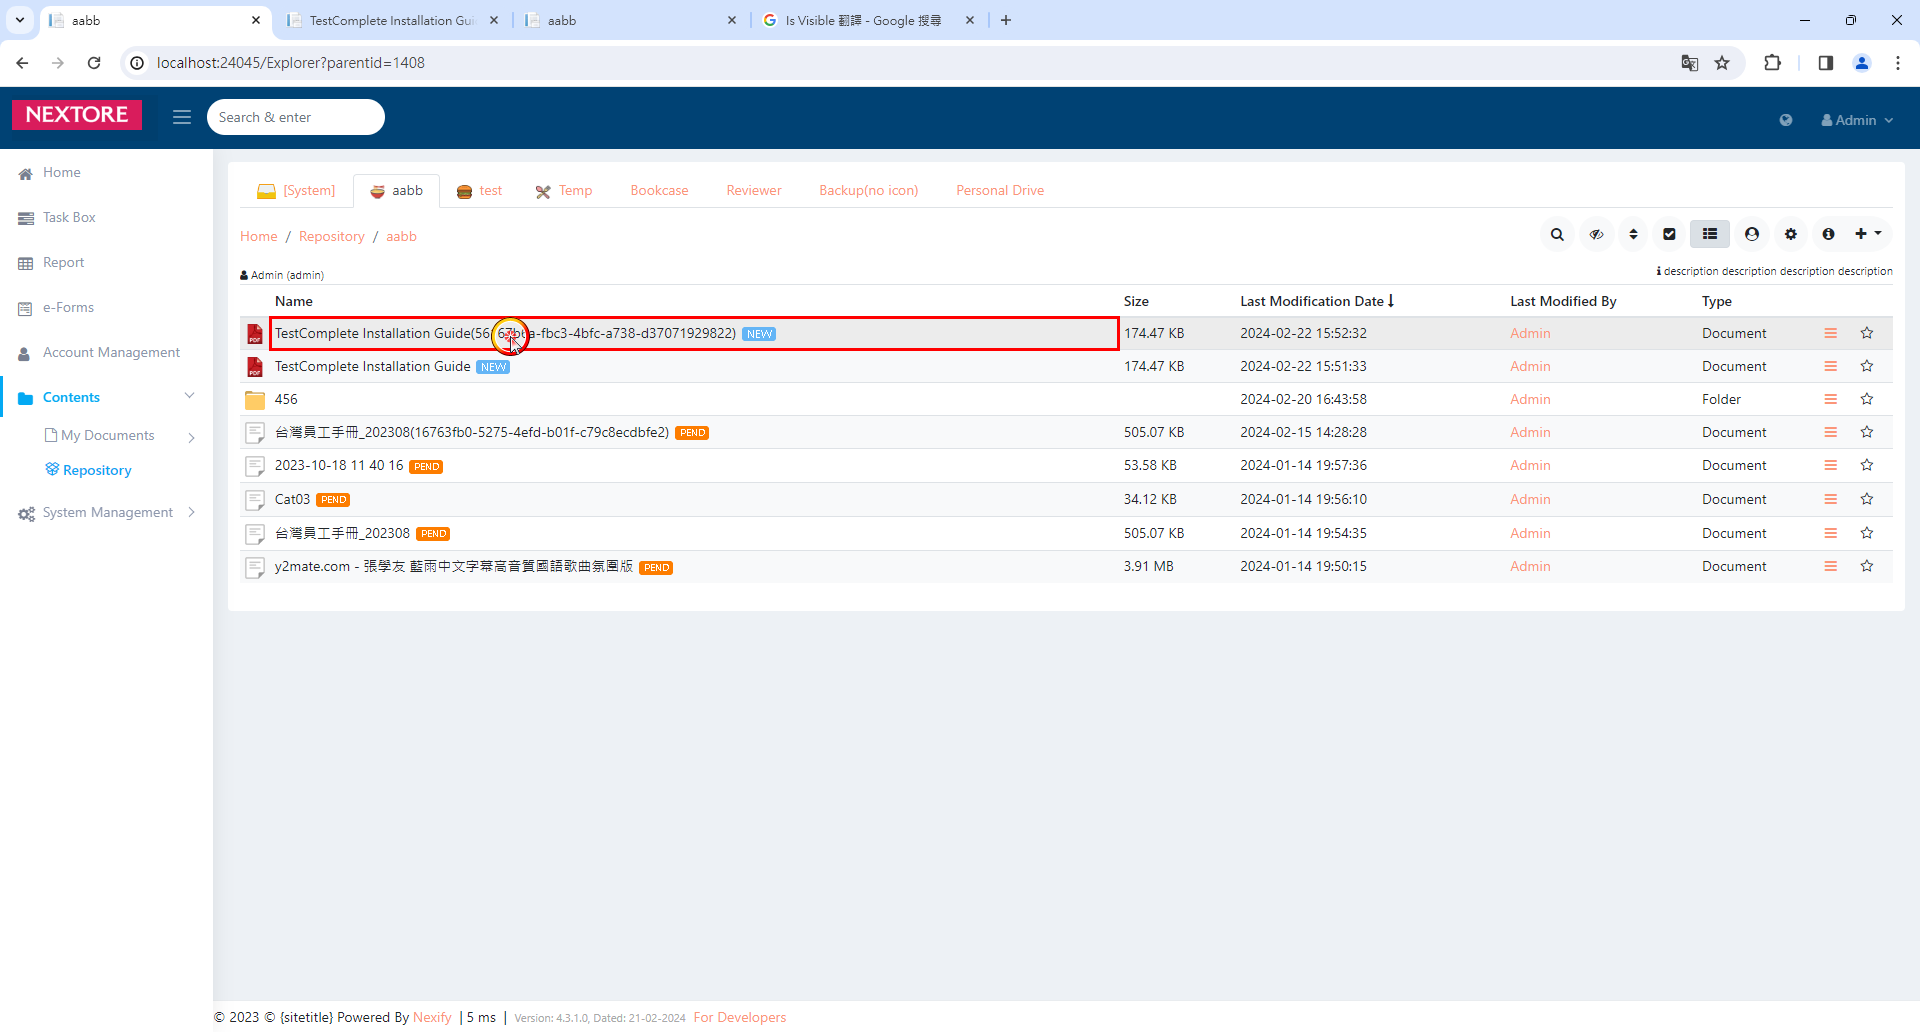 aabb
TestComplete Installation Gui
aabb
Is Visible 翻譯 - Google 搜尋
localhost:24045/Explorer?parentid=1408
NEXTORE
Search & enter
Admin
Home
Task Box
Report
e-Forms
Account Management
Contents
My Documents
Repository
System Management
[System] aabb test Temp Bookcase Reviewer Backup(no icon) Personal Drive
Home / Repository / aabb
Admin (admin)
description description description description
Name Size Last Modification Date Last Modified By Type
TestComplete Installation Guide( -fbc3-4bfc-a738-d37071929822) NEW 174.47 KB 2024-02-22 15:52:32 Admin Document
TestComplete Installation Guide NEW 174.47 KB 2024-02-22 15:51:33 Admin Document
456 2024-02-20 16:43:58 Admin Folder
台灣員工手冊_202308(16763fb0-5275-4efd-b01f-c79c8ecdbfe2) PEND 505.07 KB 2024-02-15 14:28:28 Admin Document
2023-10-18 11 40 16 PEND 53.58 KB 2024-01-14 19:57:36 Admin Document
Cat03 PEND 34.12 KB 2024-01-14 19:56:10 Admin Document
台灣員工手冊_202308 PEND 505.07 KB 2024-01-14 19:54:35 Admin Document
y2mate.com - 張學友 藍雨中文字幕高音質國語歌曲氛圍版 PEND 3.91 MB 2024-01-14 19:50:15 Admin Document
© 2023 © {sitetitle} Powered By Nexify | 5 ms | Version: 4.3.1.0, Dated: 21-02-2024 For Developers